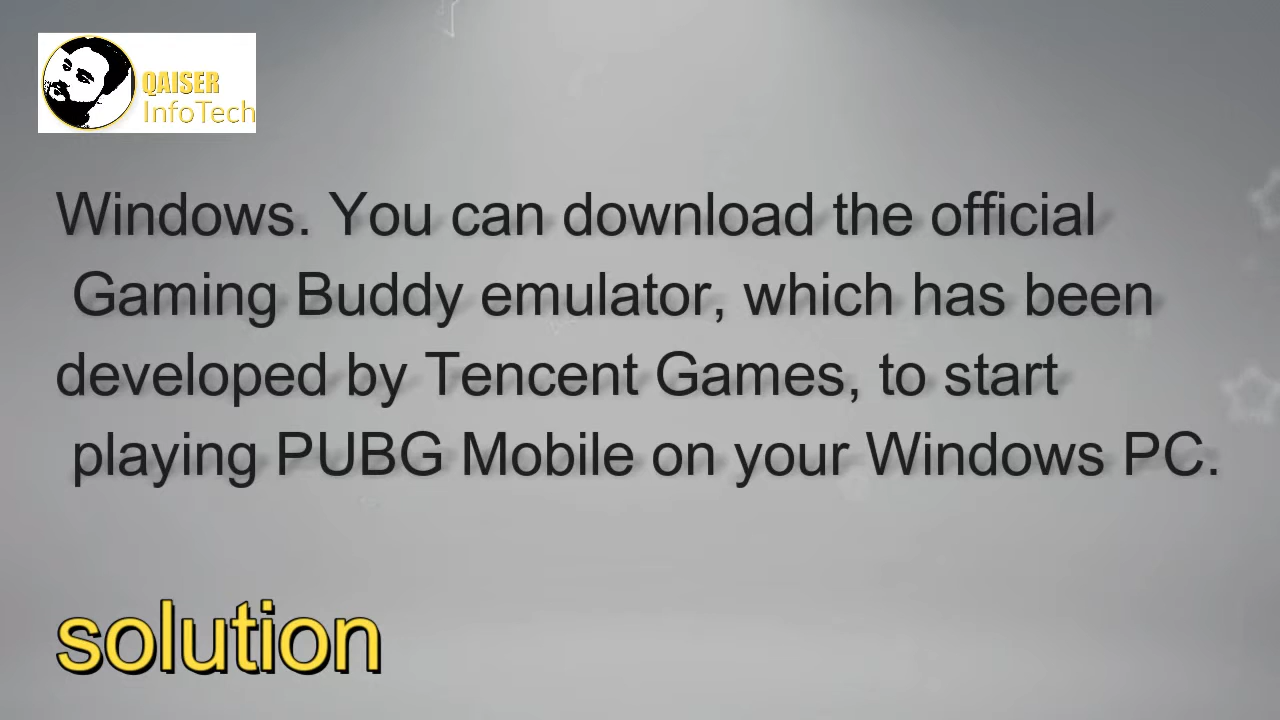 QAISER
InfoTech
Windows. You can download the official
Gaming Buddy emulator, which has been
developed by Tencent Games, to start
playing PUBG Mobile on your Windows PC.
solution